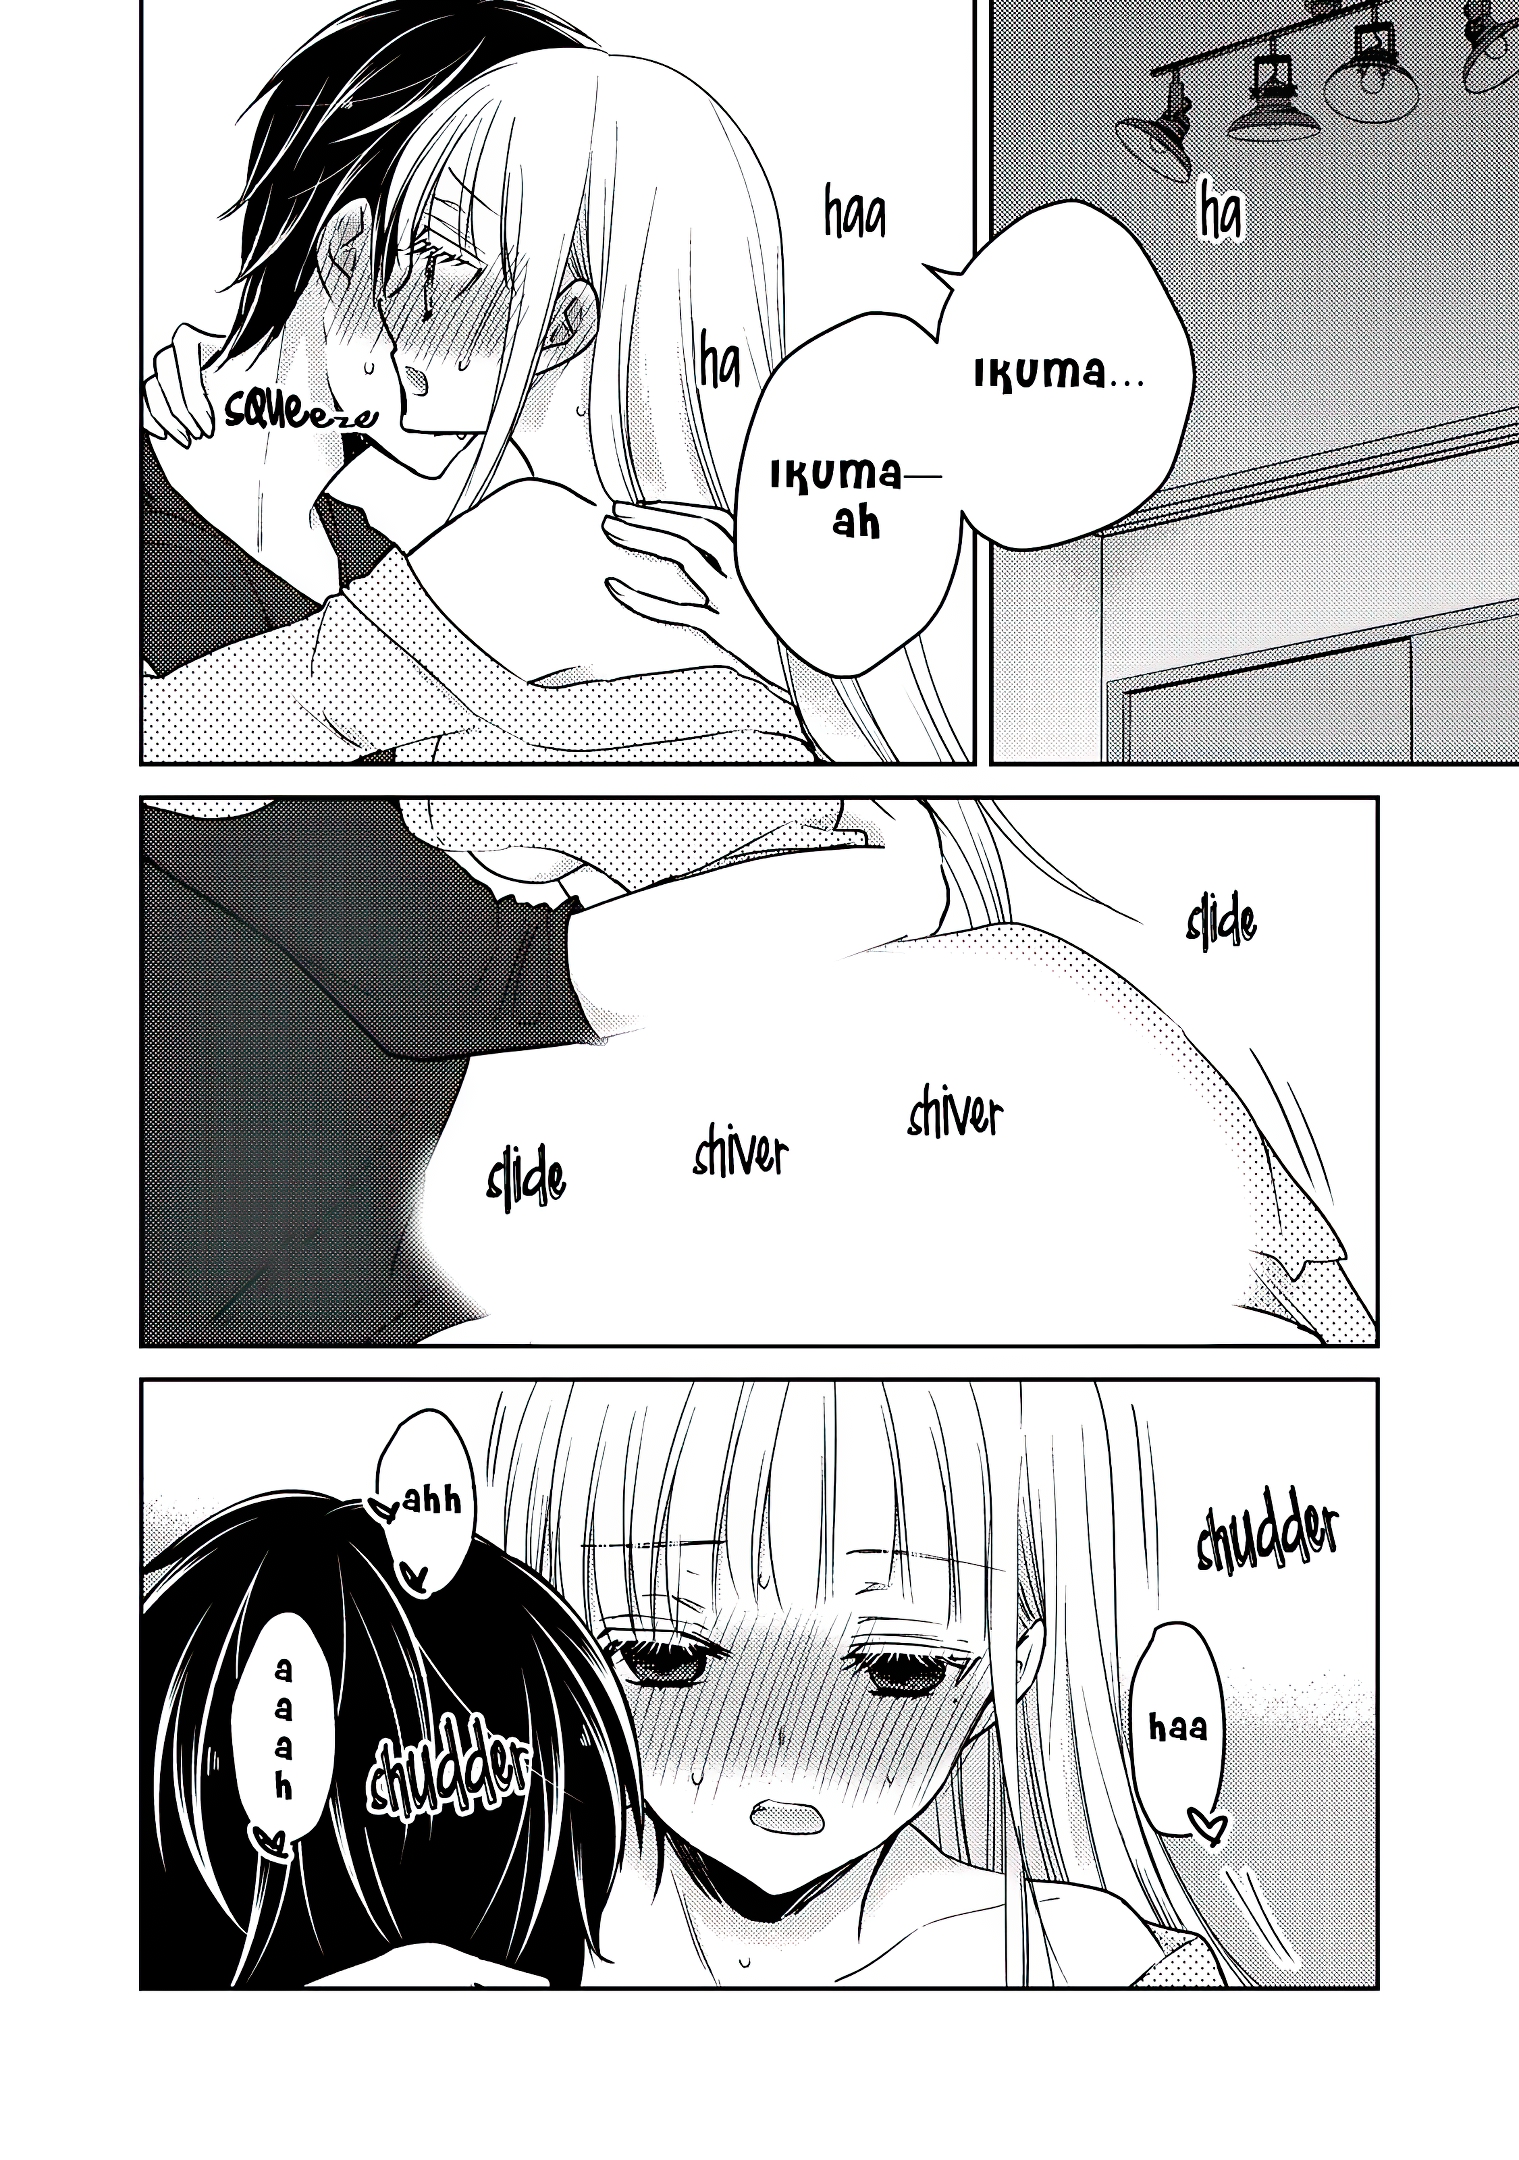 ha
Ikuma...
Ikuma—
ah
haa
ha
squeeze
slide
shiver
shiver
slide
shudder
haa
ahh
shudder
a
a
a
h